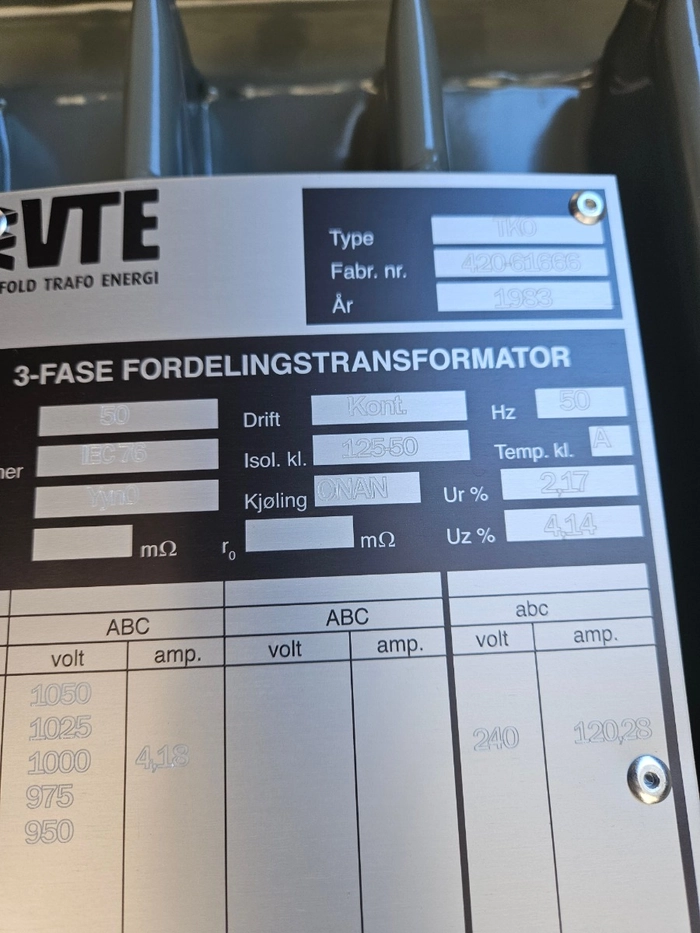 VTE
FOLD TRAFO ENERGI
Type TKO
Fabr. nr. 420-61666
År 1983
3-FASE FORDELINGSTRANSFORMATOR
50 Drift Kont. Hz 50
ner IEC 76 Isol. kl. 125-50 Temp. kl. A
Kjøling ONAN Ur % 2,17
mΩ r₀ mΩ Uz % 4,14
ABC ABC abc
volt amp. volt amp. volt amp.
1050
1025
1000 4,18 240 120,28
975
950